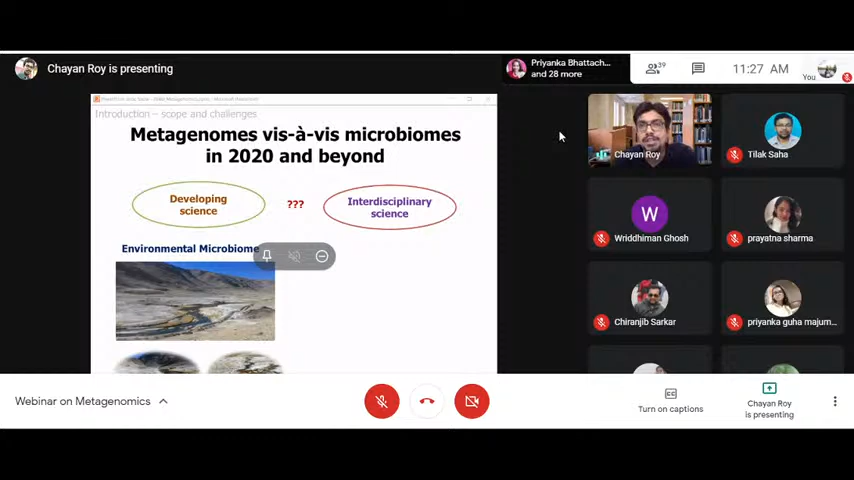 Chayan Roy is presenting
Priyanka Bhattach...
and 28 more
39
11:27 AM
You
Introduction – scope and challenges
Metagenomes vis-à-vis microbiomes
in 2020 and beyond
Developing
science
???
Interdisciplinary
science
Environmental Microbiome
Chayan Roy
Tilak Saha
W
Wriddhiman Ghosh
prayatna sharma
Chiranjib Sarkar
priyanka guha majum...
Webinar on Metagenomics
Turn on captions
Chayan Roy
is presenting